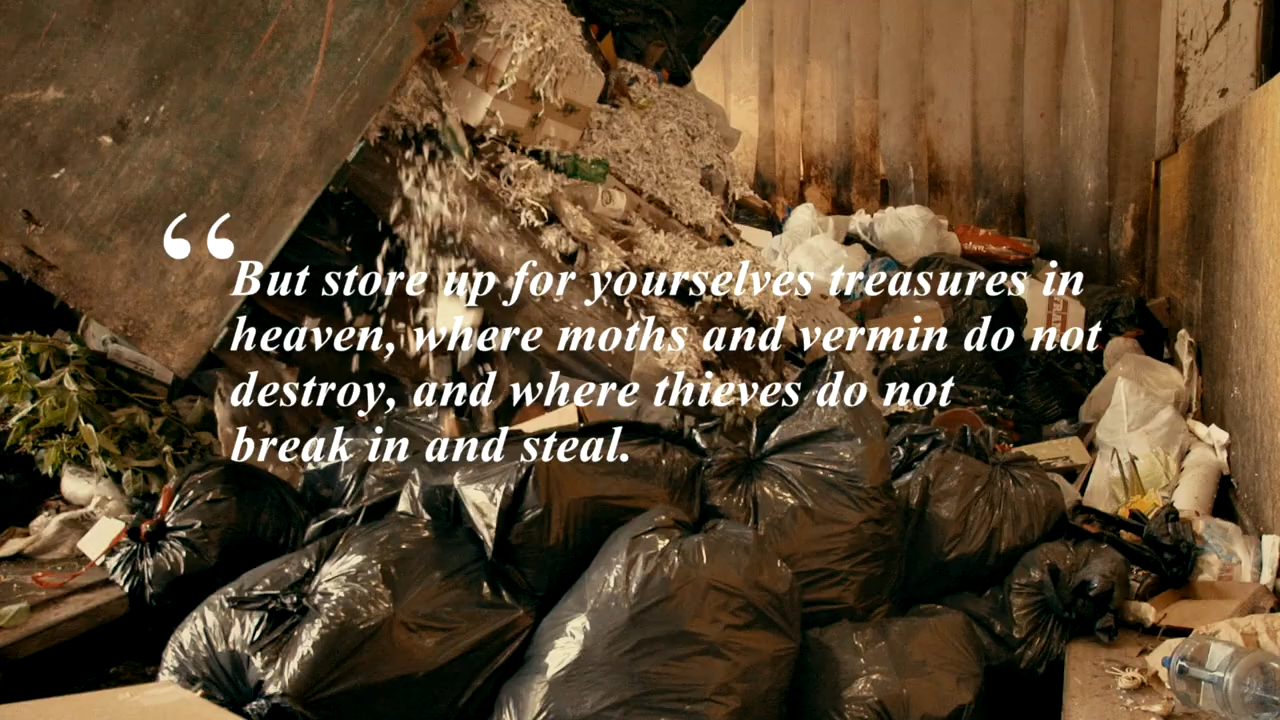 “But store up for yourselves treasures in
heaven, where moths and vermin do not
destroy, and where thieves do not
break in and steal.